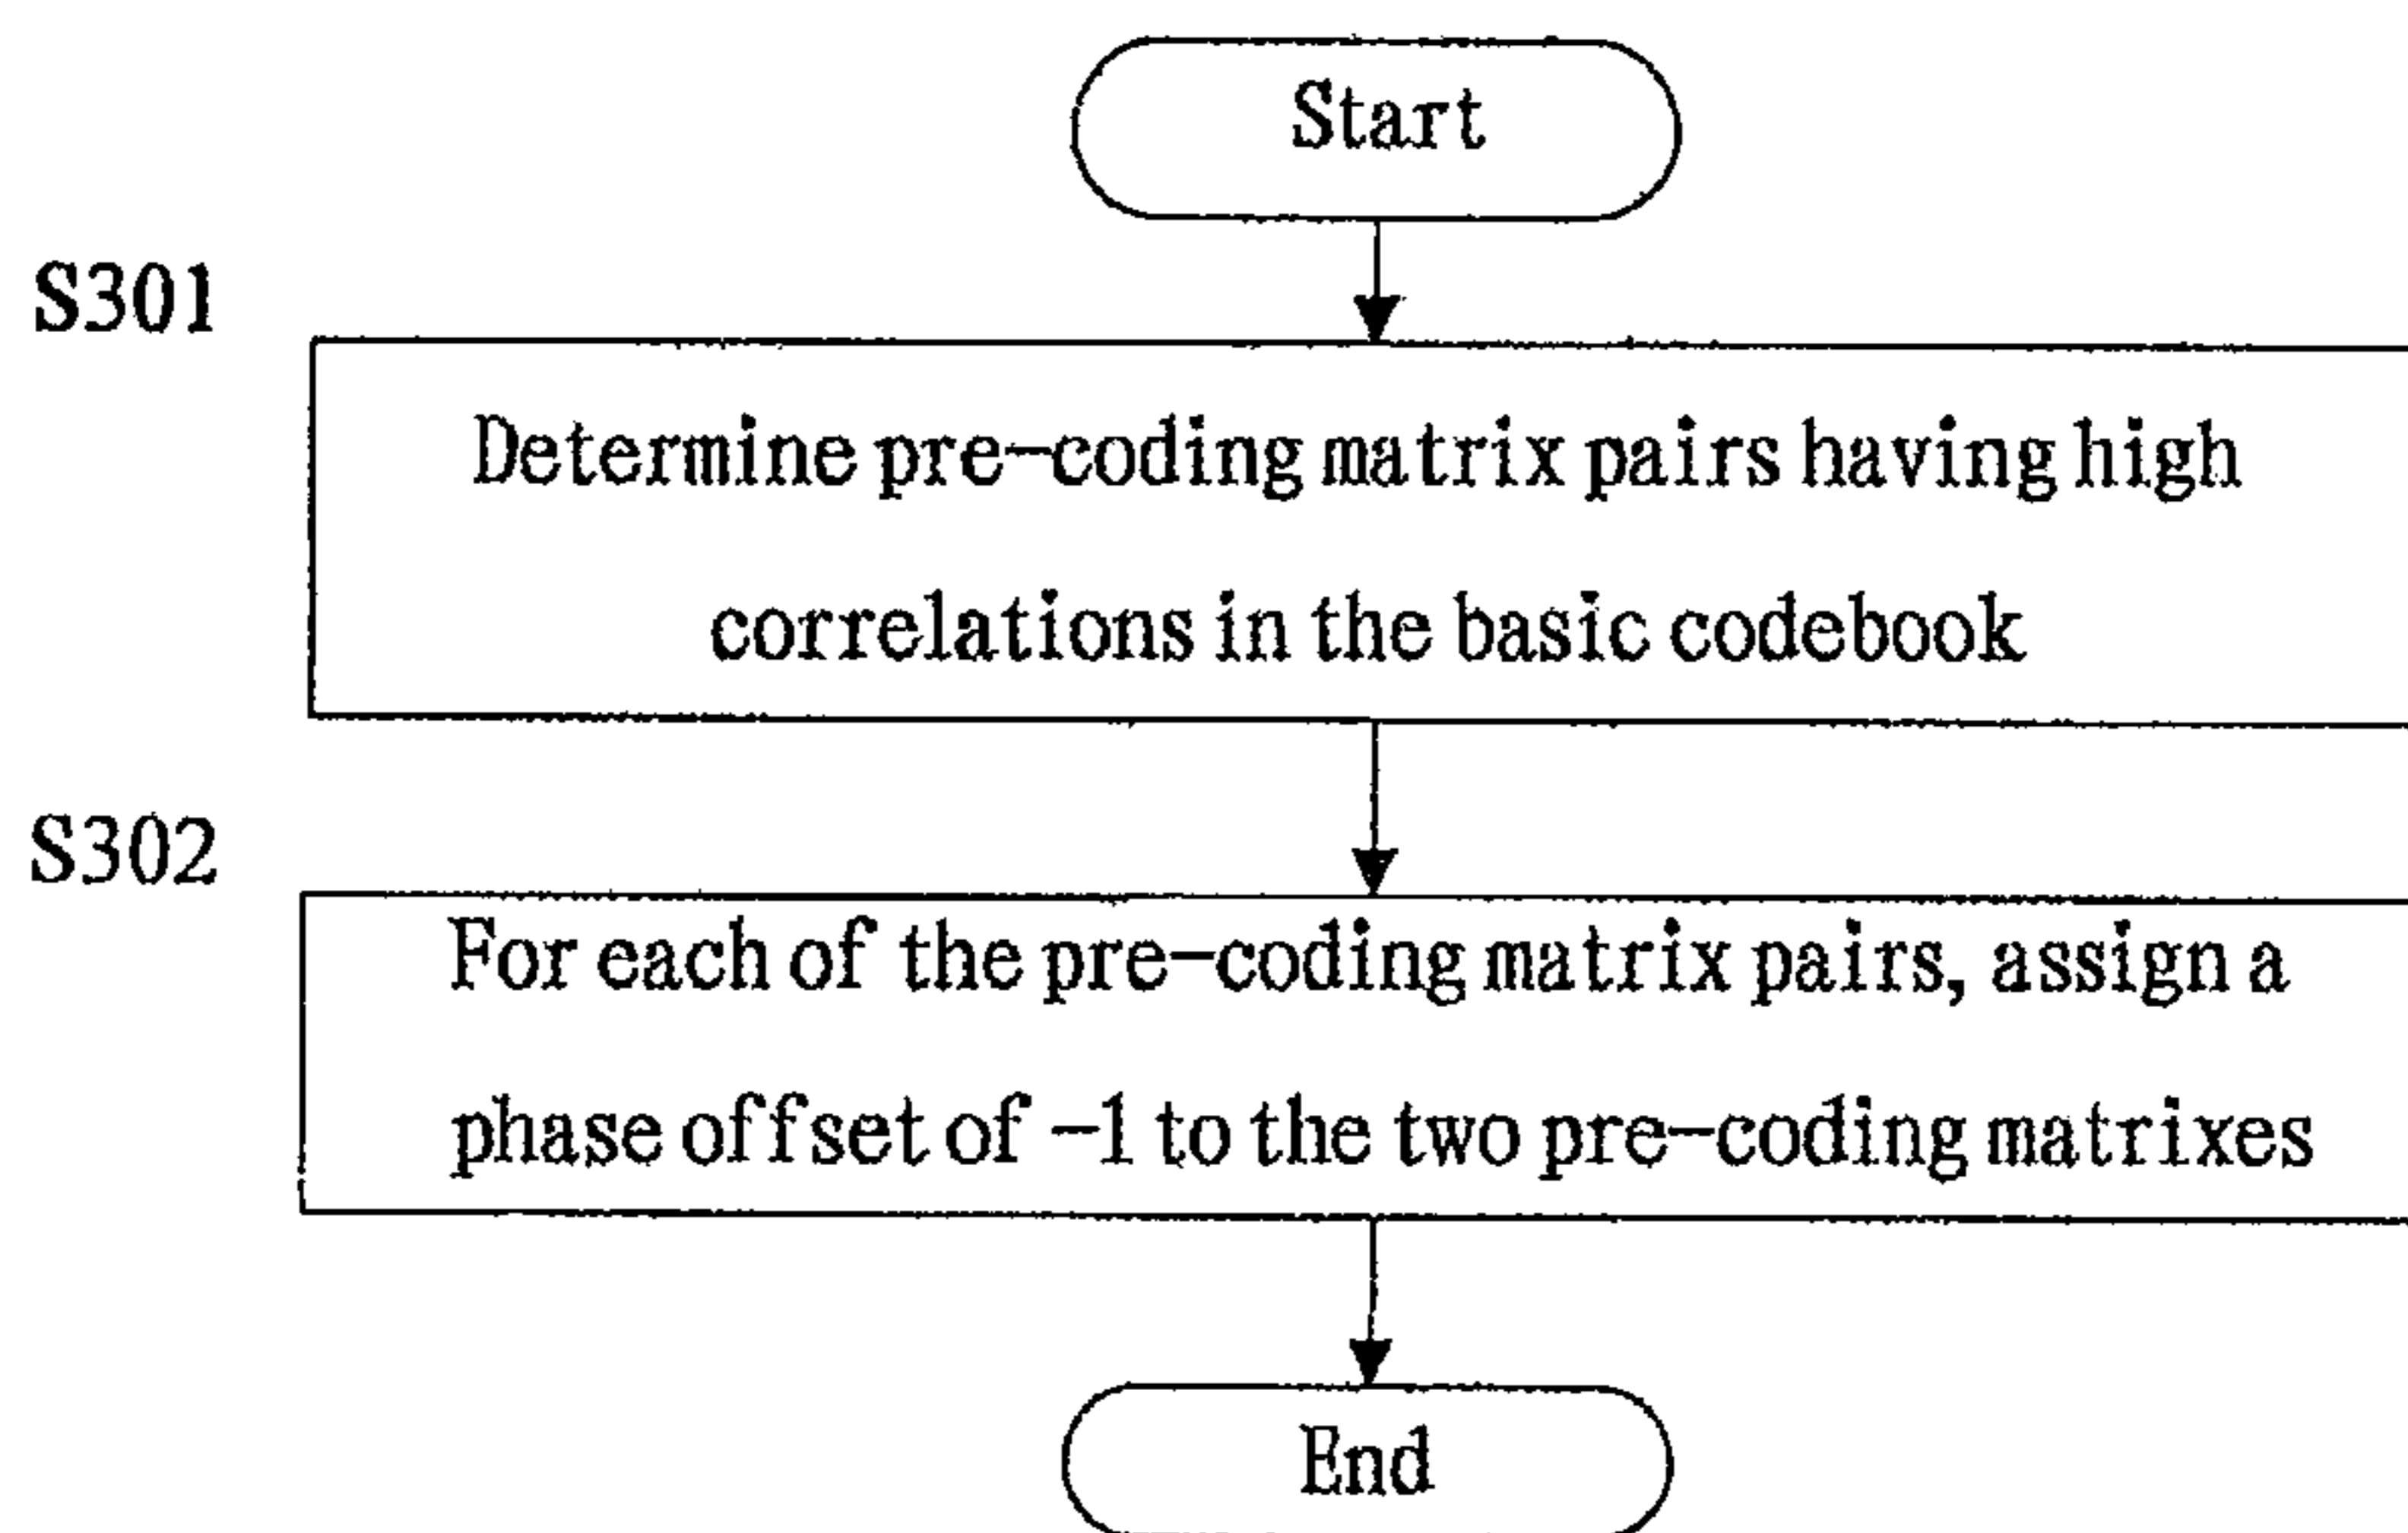 Start
S301
Determine pre-coding matrix pairs having high
correlations in the basic codebook
S302
For each of the pre-coding matrix pairs, assign a
phase offset of -1 to the two pre-coding matrixes
End